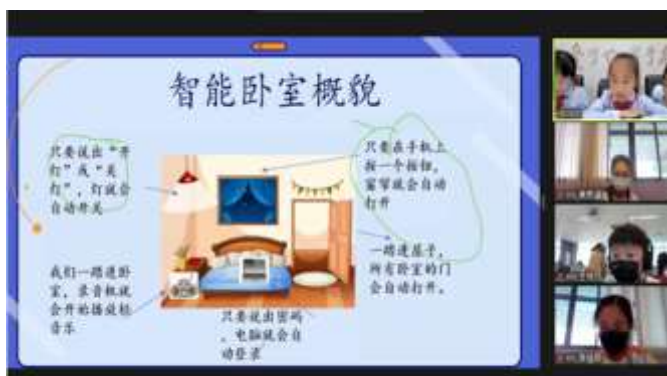 智能卧室概貌
只要说出“开
灯”或“关
灯”，灯就会
自动开关
只要在手机上
按一个按钮，
窗帘就会自动
打开
一踏进屋子，
所有卧室的门
会自动打开。
我们一踏进卧
室，录音机就
会开的播放轻
音乐
只要说出密码
，电脑就会自
动登录